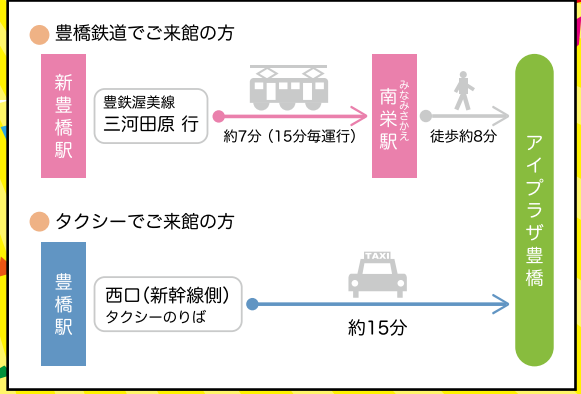 豊橋鉄道でご来館の方
新豊橋駅
豊鉄渥美線
三河田原 行
約7分（15分毎運行）
みなみさかえ
南栄駅
徒歩約8分
アイプラザ豊橋
タクシーでご来館の方
豊橋駅
西口（新幹線側）
タクシーのりば
TAXI
約15分